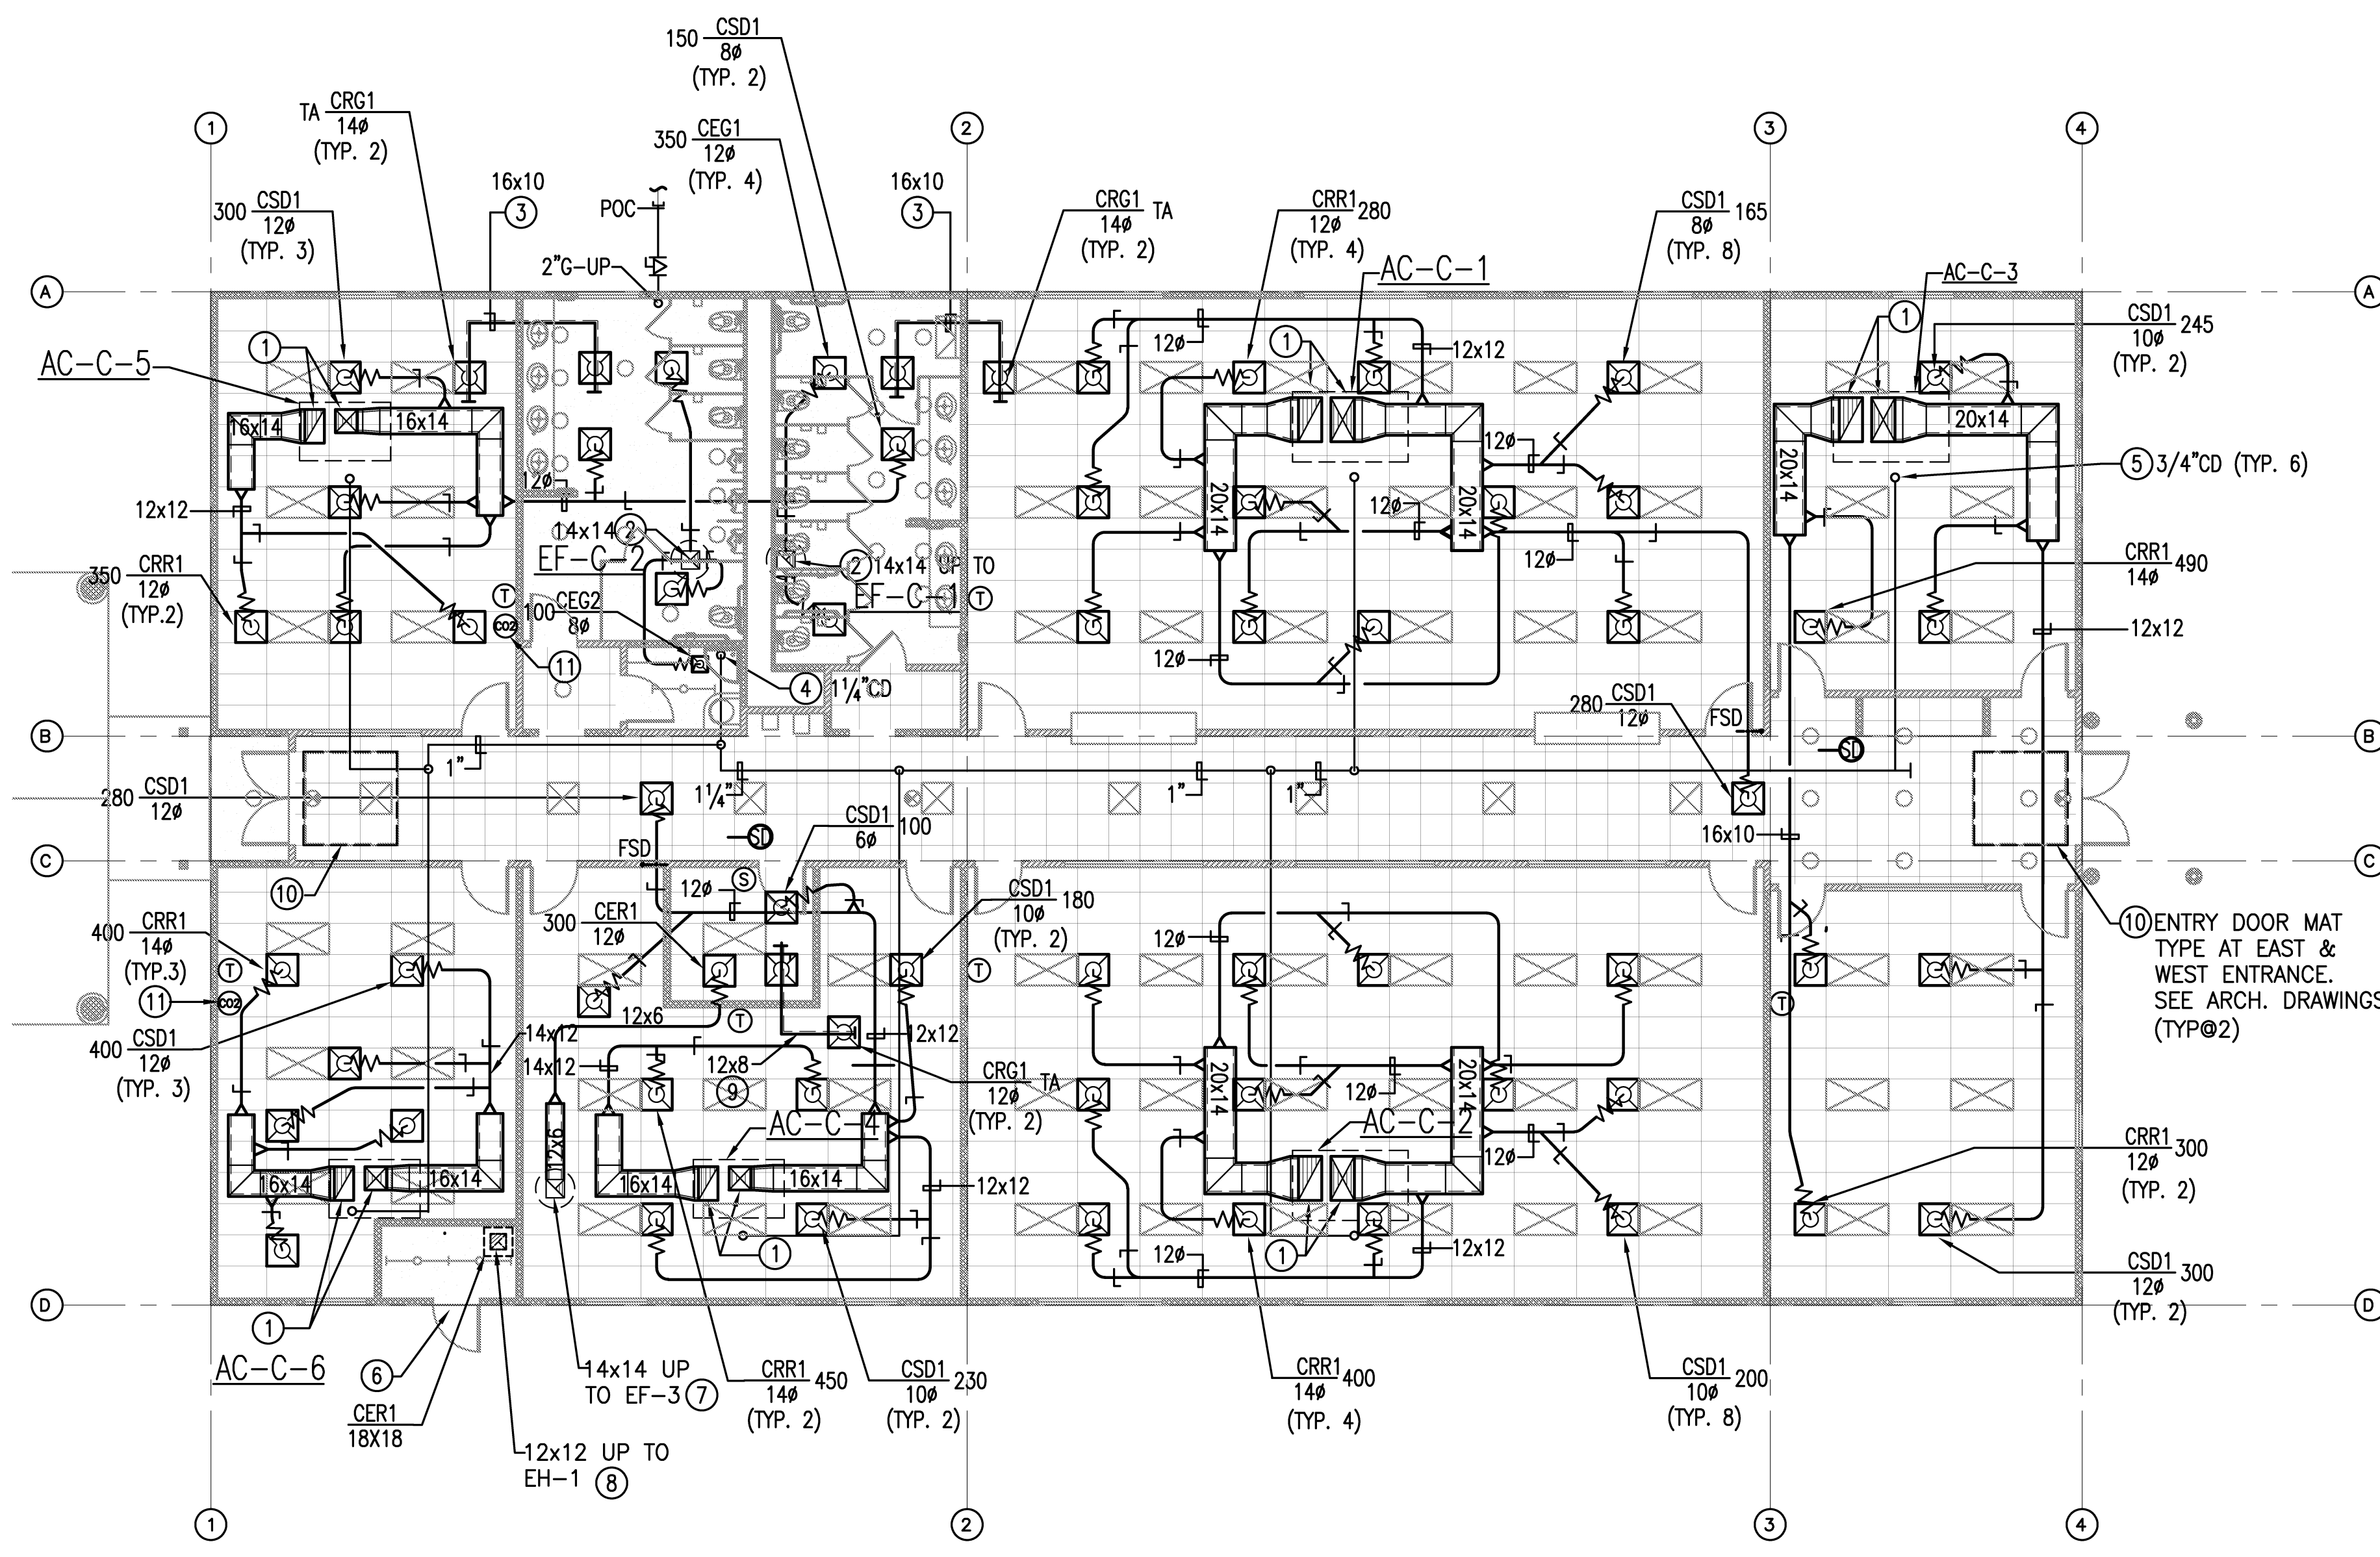 150 CSD1
8ø
(TYP. 2)
TA CRG1
14ø
(TYP. 2)
350 CEG1
12ø
(TYP. 4)
1
2
3
4
16x10
3
16x10
3
300 CSD1
12ø
(TYP. 3)
POC
CRG1 TA
14ø
(TYP. 2)
CRR1 280
12ø
(TYP. 4)
CSD1 165
8ø
(TYP. 8)
2"G-UP
AC-C-1
AC-C-3
A
A
CSD1 245
10ø
(TYP. 2)
1
1
1
12ø
12x12
AC-C-5
16x14
16x14
20x14
12ø
20x14
5 3/4"CD (TYP. 6)
12ø
20x14
20x14
12x12
12ø
14x14 2
EF-C-2
12ø
2 14x14 UP TO
EF-C-1
T
CRR1 490
14ø
350 CRR1
12ø
(TYP.2)
T
CO2
100 CEG2
8ø
12x12
11
12ø
4 1¼"CD
280 CSD1
12ø
FSD
B
B
SD
1"
280 CSD1
12ø
1¼"
1"
1"
CSD1 100
6ø
SD
16x10
C
FSD
C
10
12ø
S
CSD1 180
10ø
(TYP. 2)
300 CER1
12ø
400 CRR1
14ø
(TYP.3)
T
12ø
T
10 ENTRY DOOR MAT
TYPE AT EAST &
WEST ENTRANCE.
SEE ARCH. DRAWINGS
(TYP@2)
11
CO2
T
12x6
T
400 CSD1
12ø
(TYP. 3)
14x12
12x12
14x12
12x8
9
CRG1 TA
12ø
(TYP. 2)
20x14
12ø
20x14
AC-C-4
AC-C-2
12x6
12ø
CRR1 300
12ø
(TYP. 2)
16x14
16x14
16x14
16x14
12x12
1
12ø
1
12x12
CSD1 300
12ø
(TYP. 2)
D
D
1
AC-C-6
6
14x14 UP
TO EF-3 7
CRR1 450
14ø
(TYP. 2)
CSD1 230
10ø
(TYP. 2)
CRR1 400
14ø
(TYP. 4)
CSD1 200
10ø
(TYP. 8)
CER1
18X18
12x12 UP TO
EH-1 8
1
2
3
4